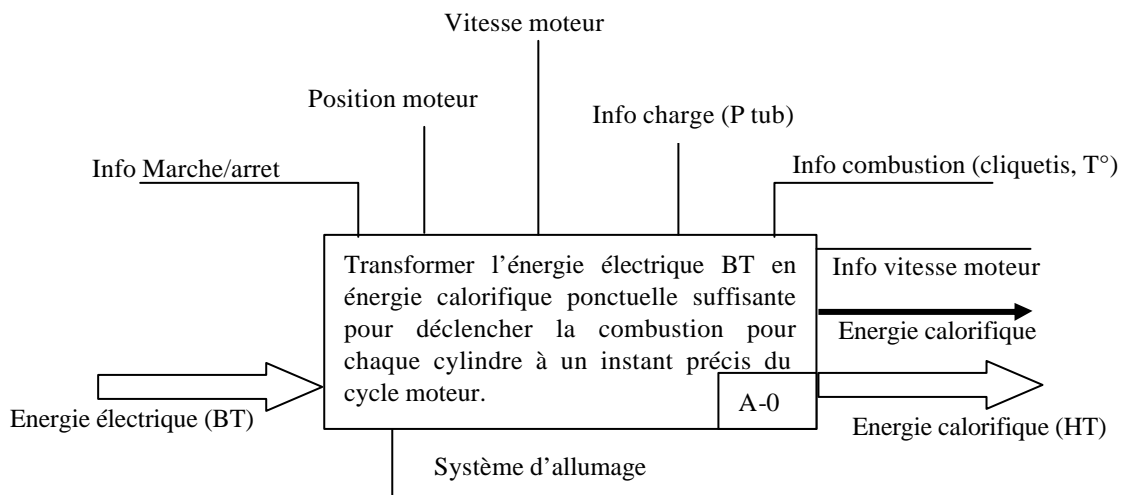 Vitesse moteur
Position moteur
Info charge (P tub)
Info Marche/arret
Info combustion (cliquetis, T°)
Transformer l'énergie électrique BT en
énergie calorifique ponctuelle suffisante
pour déclencher la combustion pour
chaque cylindre à un instant précis du
cycle moteur.
A-0
Info vitesse moteur
Energie calorifique
Energie calorifique (HT)
Energie électrique (BT)
Système d'allumage